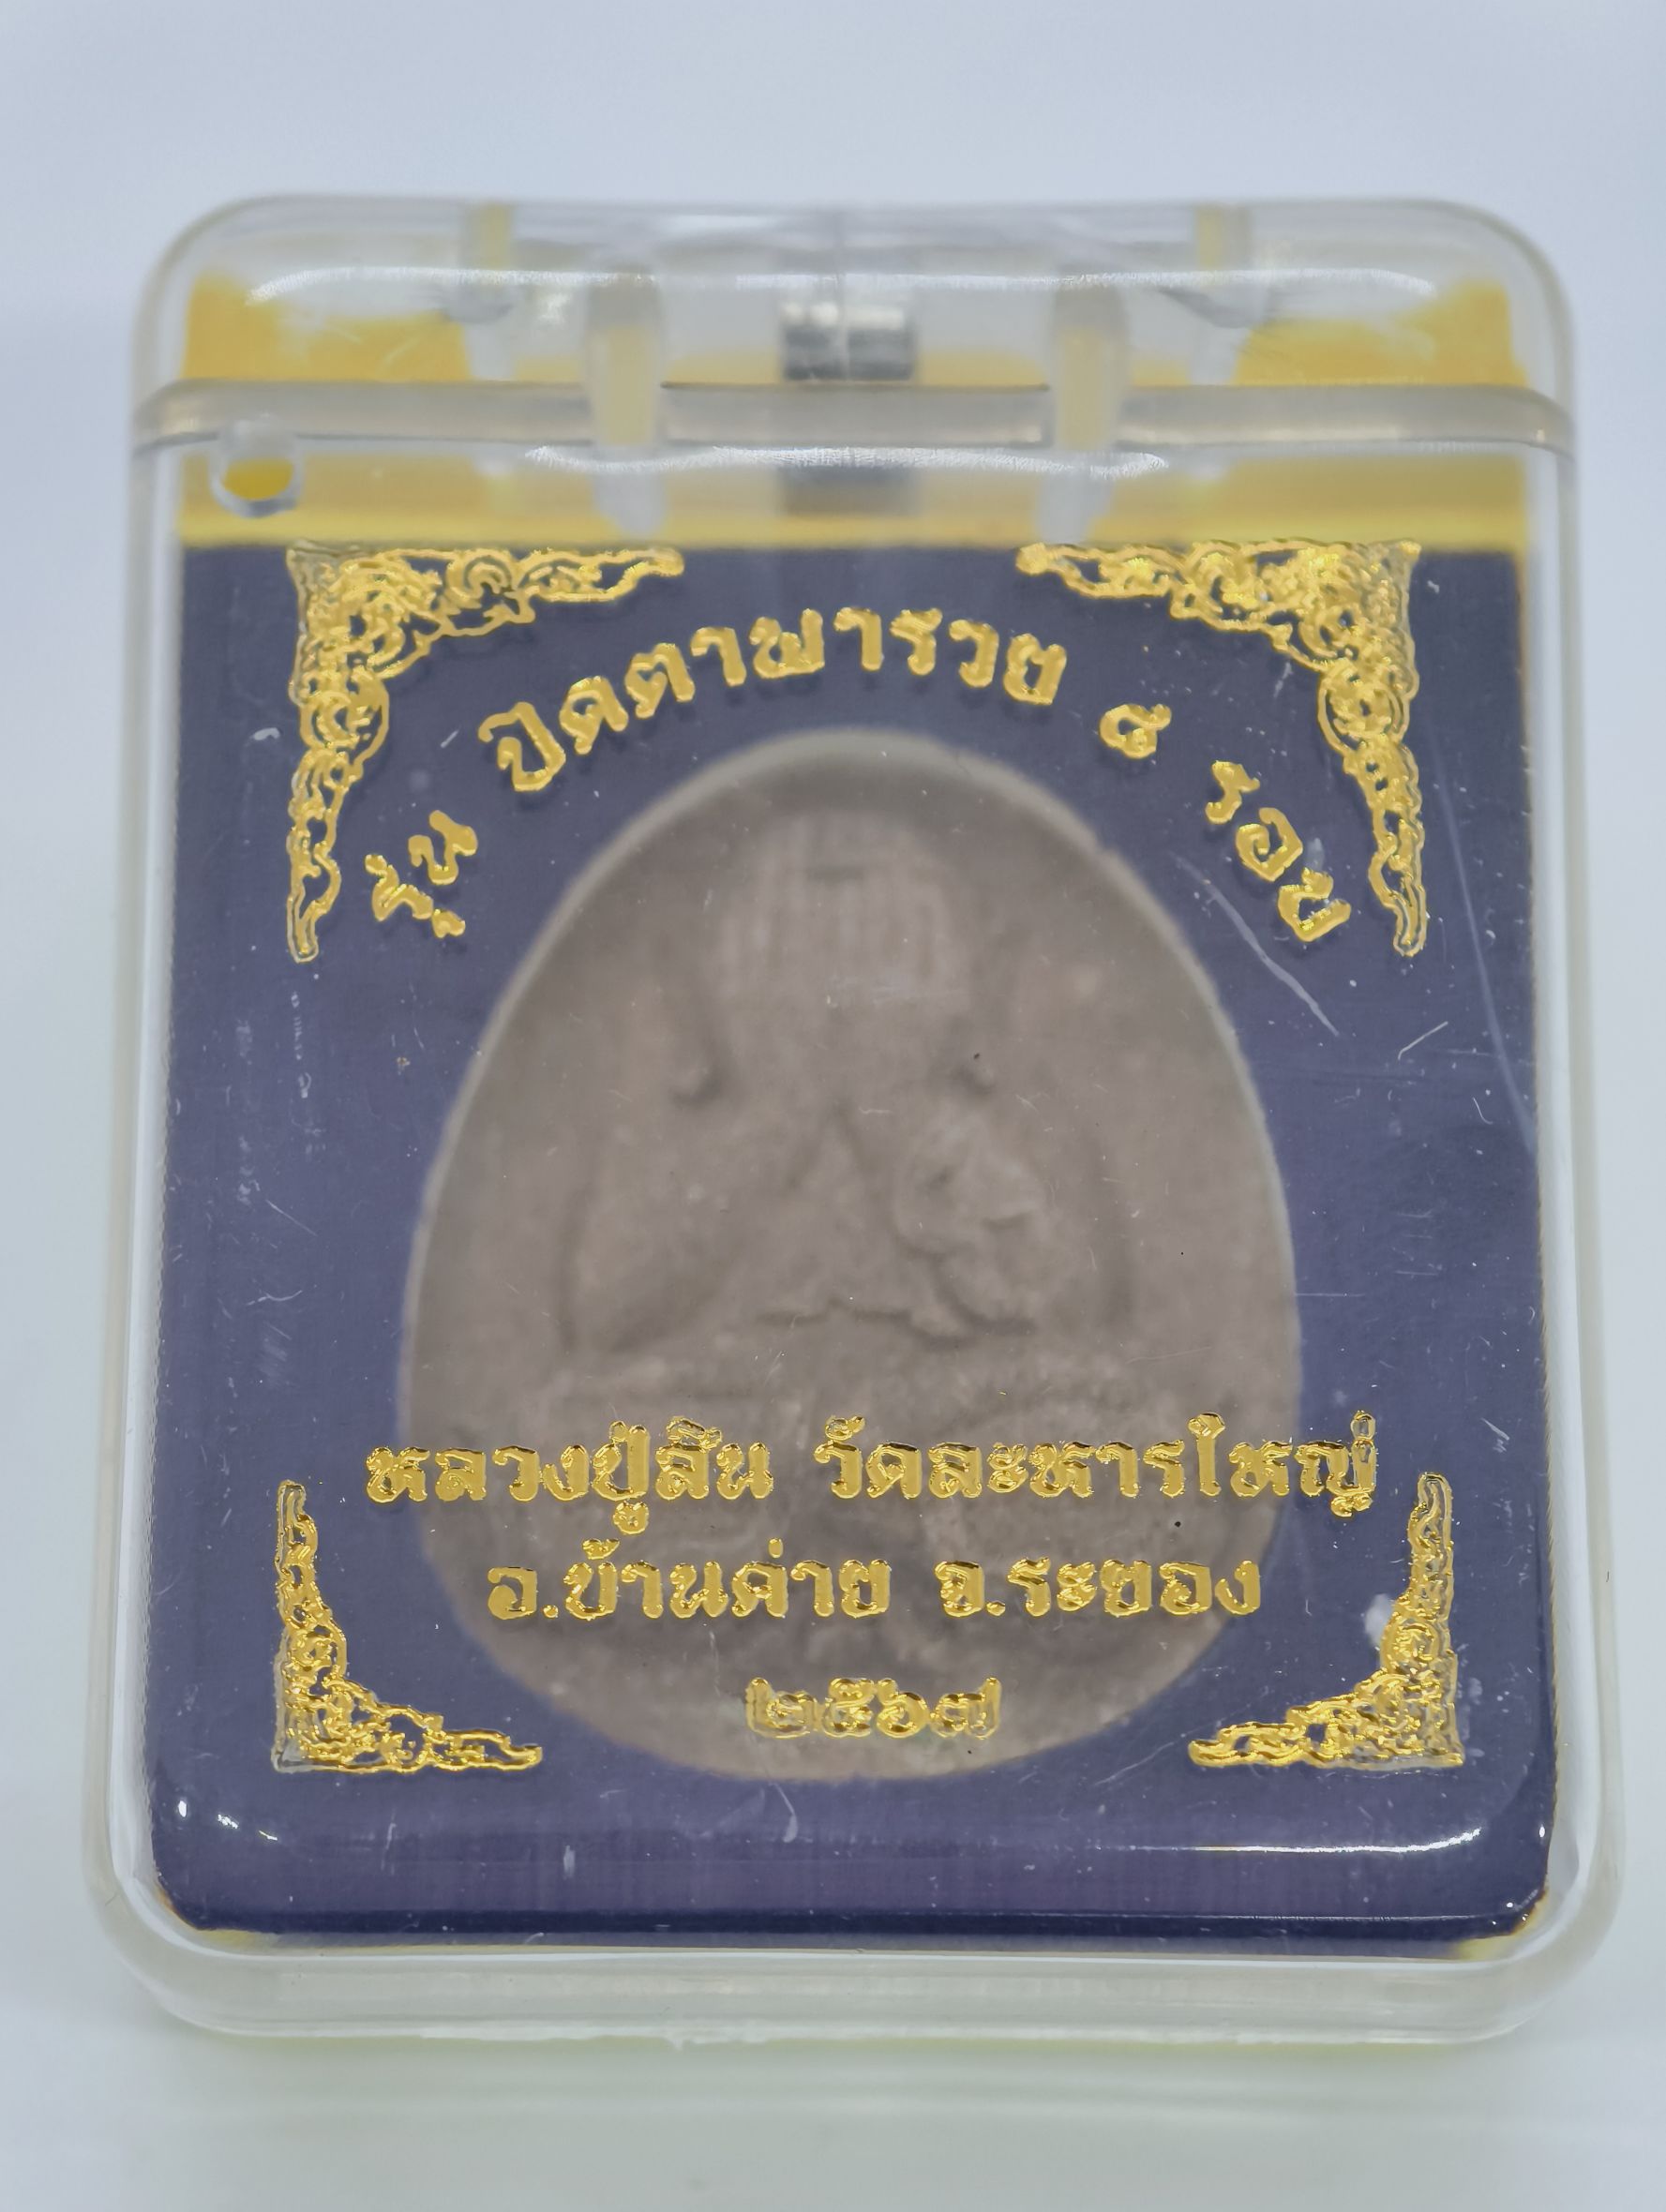 รุ่น ปิดตาพารวย ๘ รอบ
หลวงปู่สิน วัดละหารใหญ่
อ.บ้านค่าย จ.ระยอง
๒๕๖๗